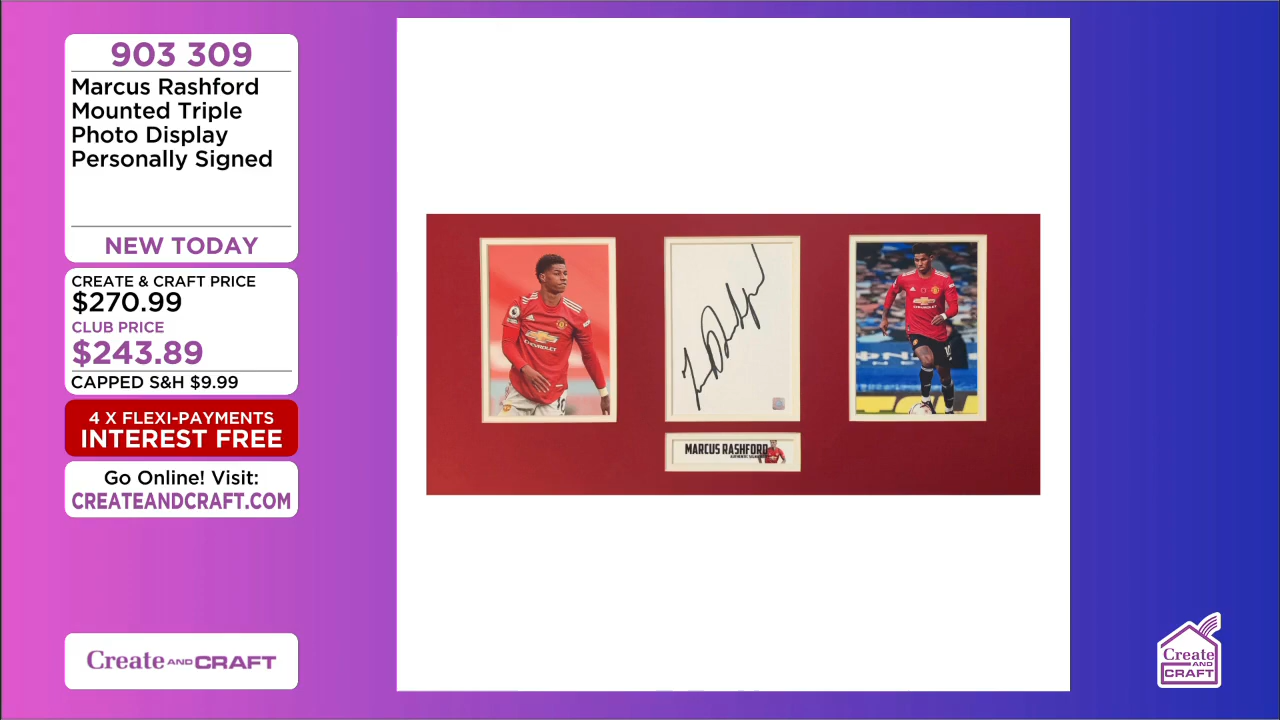 903 309
Marcus Rashford
Mounted Triple
Photo Display
Personally Signed
NEW TODAY
CREATE & CRAFT PRICE
$270.99
CLUB PRICE
$243.89
CAPPED S&H $9.99
4 X FLEXI-PAYMENTS
INTEREST FREE
Go Online! Visit:
CREATEANDCRAFT.COM
Create AND CRAFT
CHEVROLET
MARCUS RASHFORD
Create
AND
CRAFT